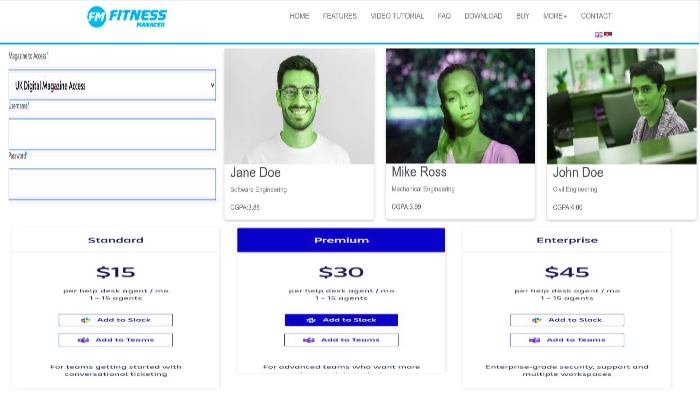 FM FITNESS
MANAGER
HOME FEATURES VIDEO TUTORIAL FAQ DOWNLOAD BUY MORE CONTACT
Magazine to Access*
UK Digital Magazine Access
Username*
Password*
Jane Doe
Software Engineering
CGPA:3.85
Mike Ross
Mechanical Engineering
CGPA:3.99
John Doe
Civil Engineering
CGPA:4.00
Standard
$15
per help desk agent / mo
1 – 15 agents
Add to Slack
Add to Teams
For teams getting started with
conversational ticketing
Premium
$30
per help desk agent / mo
1 – 15 agents
Add to Slack
Add to Teams
For advanced teams who want more
Enterprise
$45
per help desk agent / mo
1 – 15 agents
Add to Slack
Add to Teams
Enterprise-grade security, support and
multiple workspaces